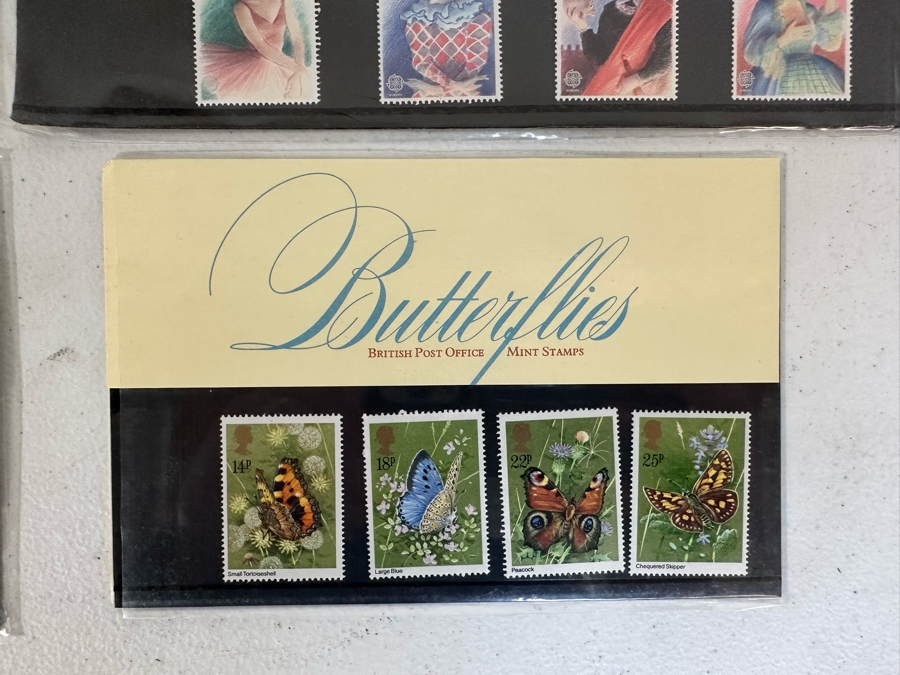 Butterflies
BRITISH POST OFFICE MINT STAMPS
14P
18P
22P
25P
Small Tortoiseshell
Large Blue
Peacock
Chequered Skipper